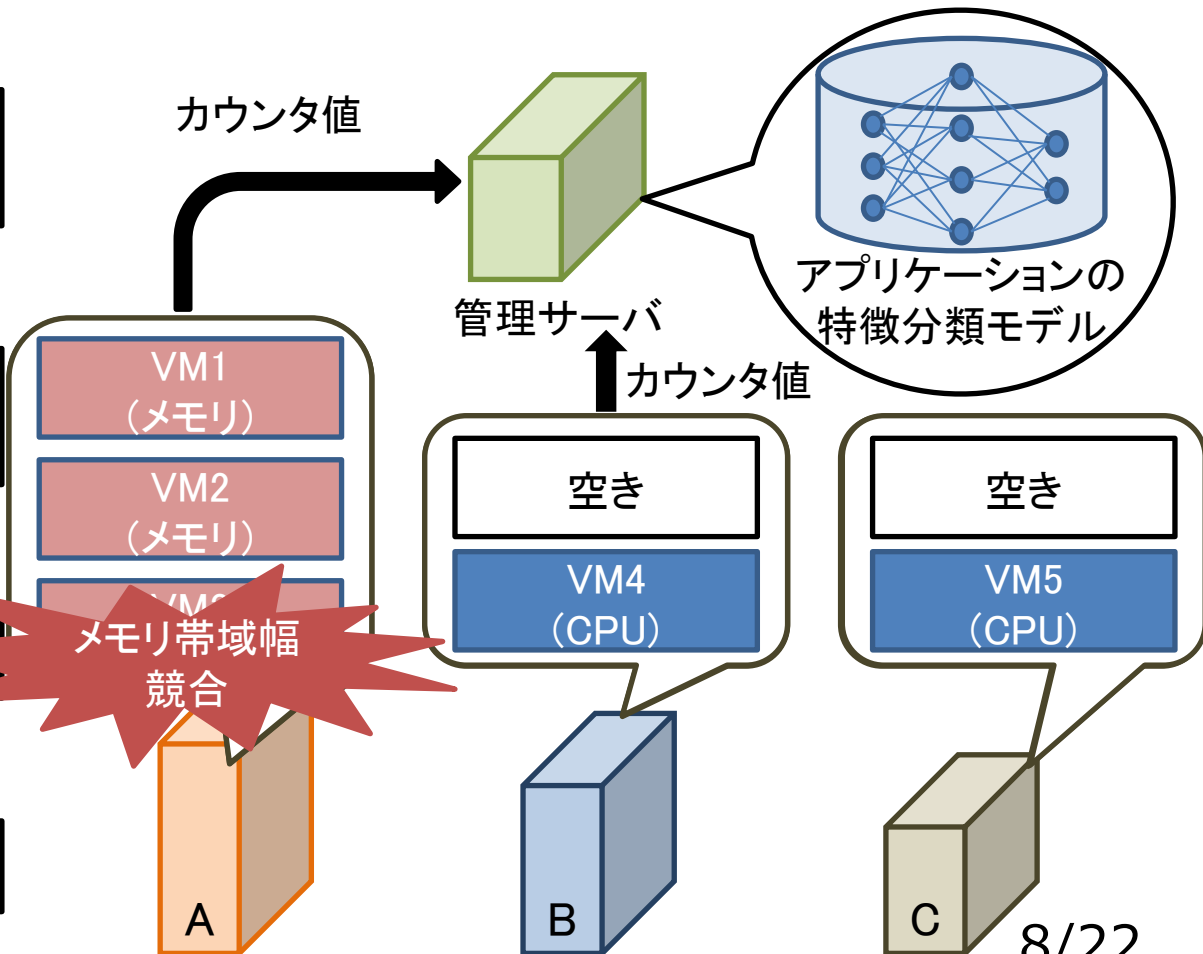 カウンタ値
アプリケーションの
特徴分類モデル
管理サーバ
カウンタ値
VM1
(メモリ)
VM2
(メモリ)
メモリ帯域幅
競合
空き
VM4
(CPU)
空き
VM5
(CPU)
A
B
C
8/22